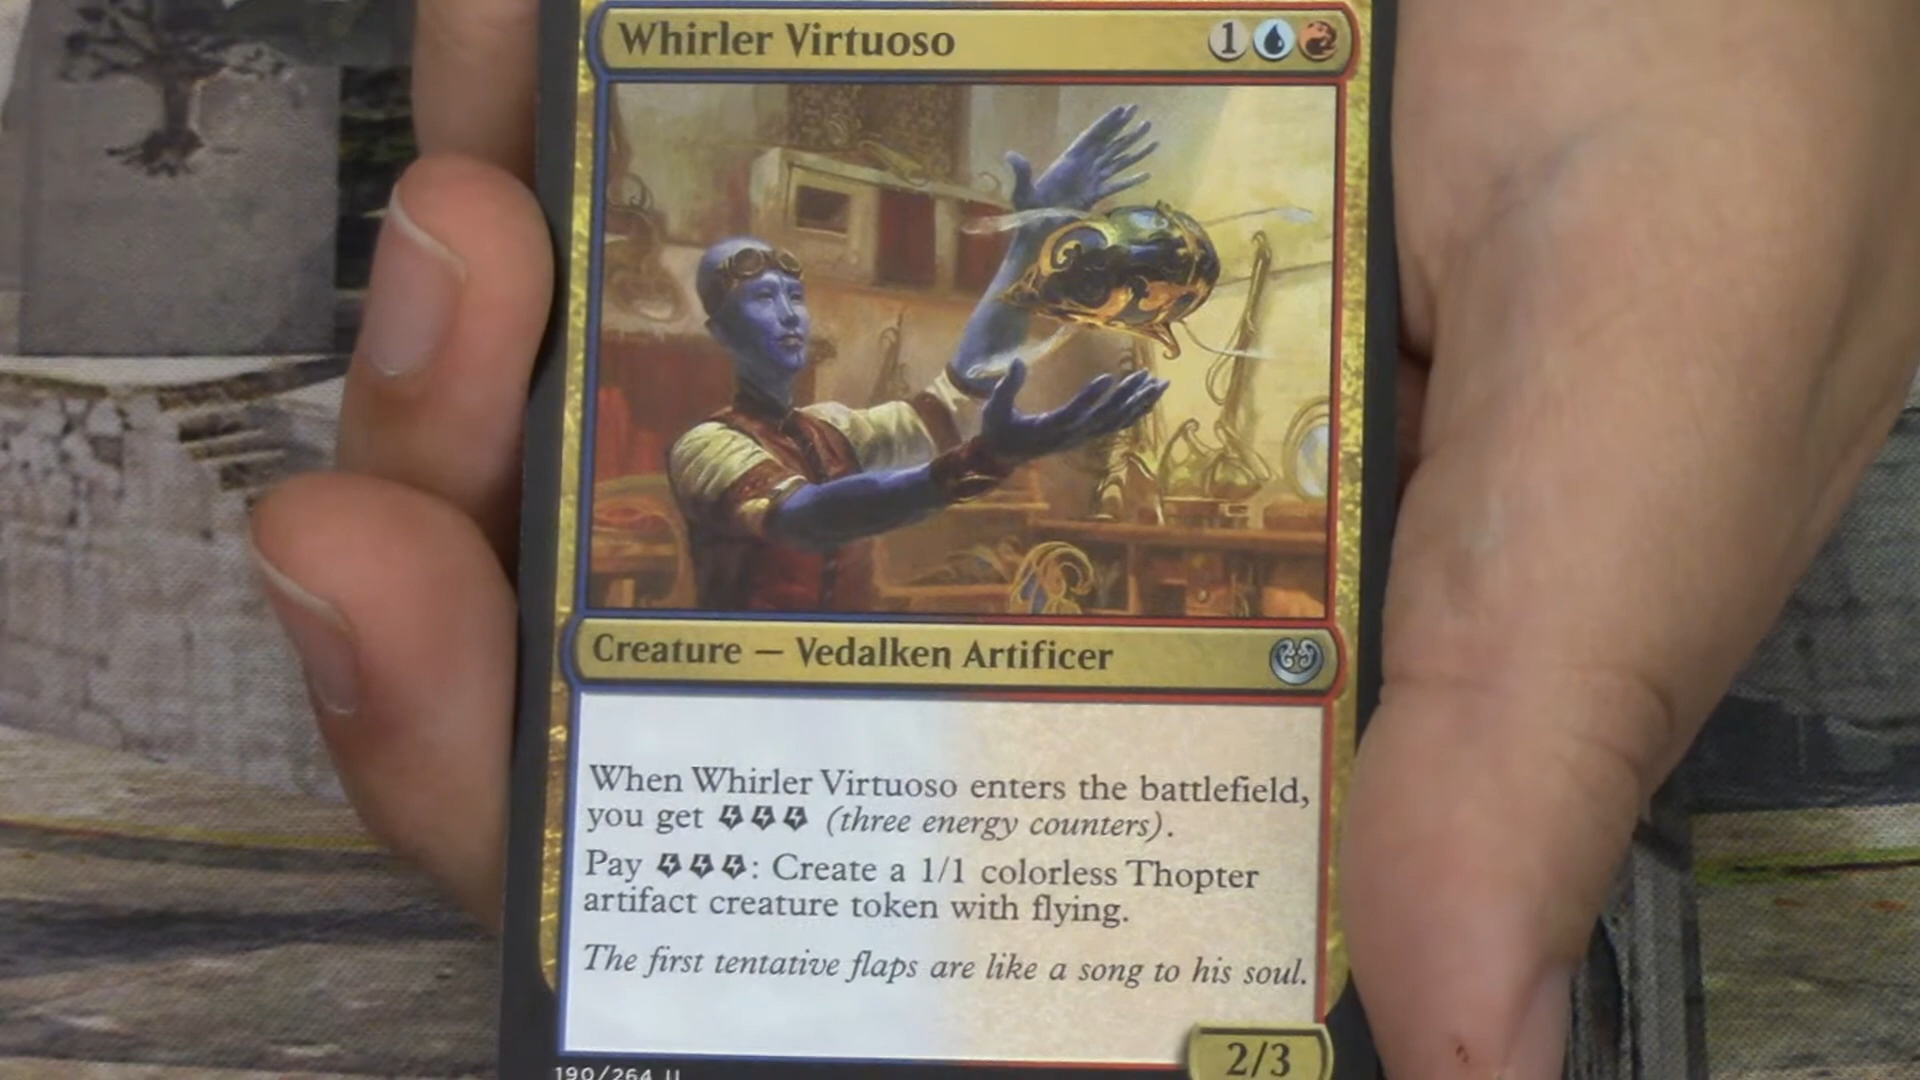 Whirler Virtuoso 1
Creature — Vedalken Artificer
When Whirler Virtuoso enters the battlefield,
you get (three energy counters).
Pay : Create a 1/1 colorless Thopter
artifact creature token with flying.
The first tentative flaps are like a song to his soul.
2/3
190/264 U